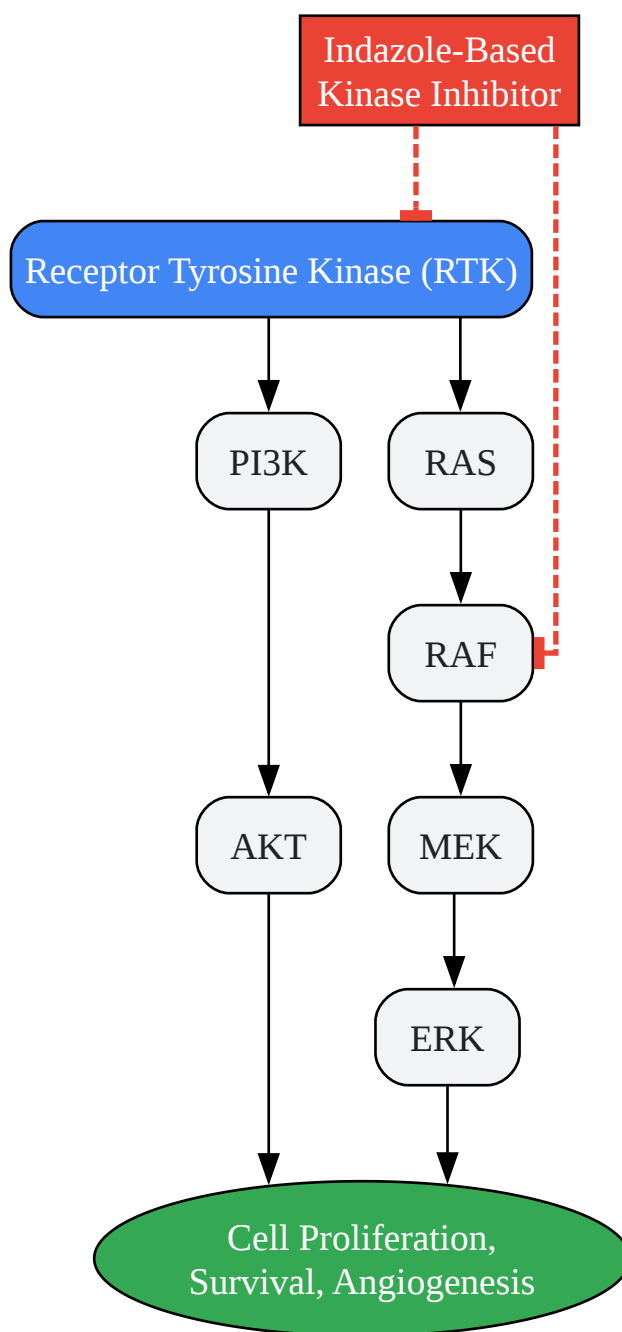 Indazole-Based
Kinase Inhibitor
Receptor Tyrosine Kinase (RTK)
PI3K
RAS
RAF
AKT
MEK
ERK
Cell Proliferation,
Survival, Angiogenesis